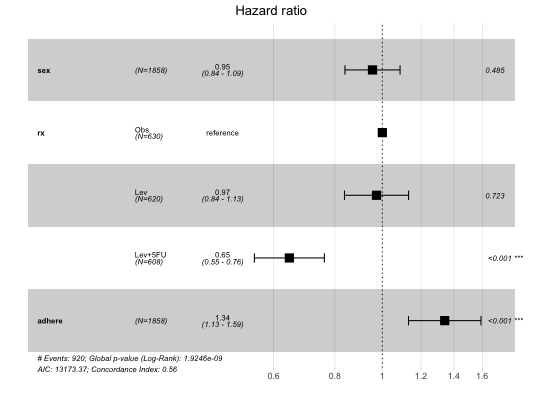 Hazard ratio
sex (N=1858) 0.95 0.485
(0.84 - 1.09)
rx Obs reference
(N=630)
Lev 0.97 0.723
(N=620) (0.84 - 1.13)
Lev+5FU 0.65 <0.001 ***
(N=608) (0.55 - 0.76)
adhere (N=1858) 1.34 <0.001 ***
(1.13 - 1.59)
# Events: 920; Global p-value (Log-Rank): 1.9246e-09
AIC: 13173.37; Concordance Index: 0.56
0.6 0.8 1 1.2 1.4 1.6